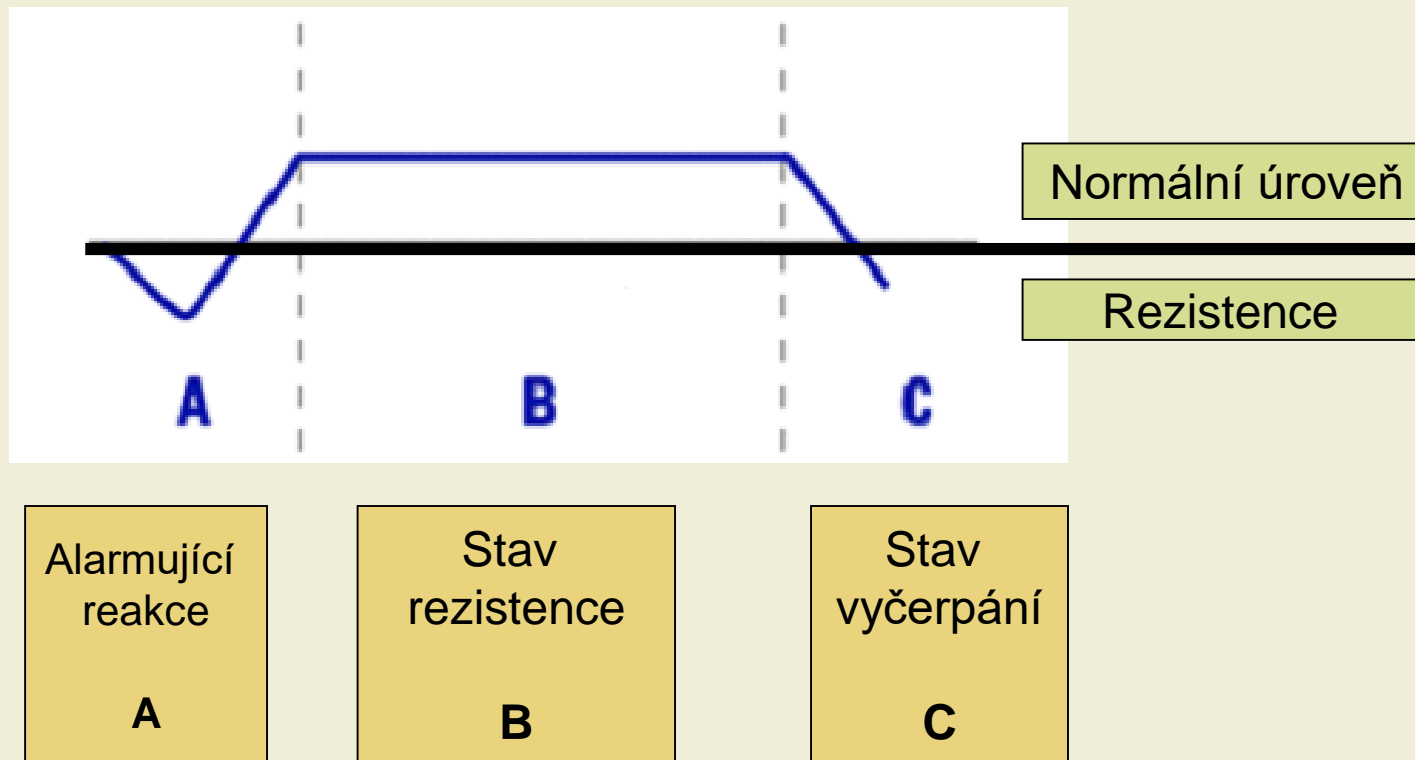 Normální úroveň
Rezistence
A
B
C
Alarmující
reakce
A
Stav
rezistence
B
Stav
vyčerpání
C